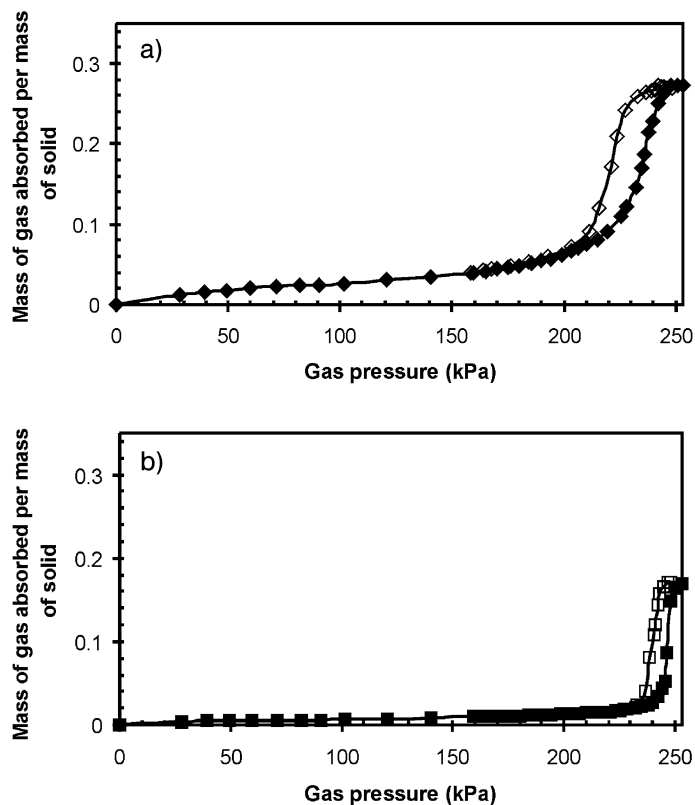 a)
0.3
0.2
0.1
0
Mass of gas absorbed per mass
of solid
0 50 100 150 200 250
Gas pressure (kPa)
b)
0.3
0.2
0.1
0
Mass of gas absorbed per mass
of solid
0 50 100 150 200 250
Gas pressure (kPa)